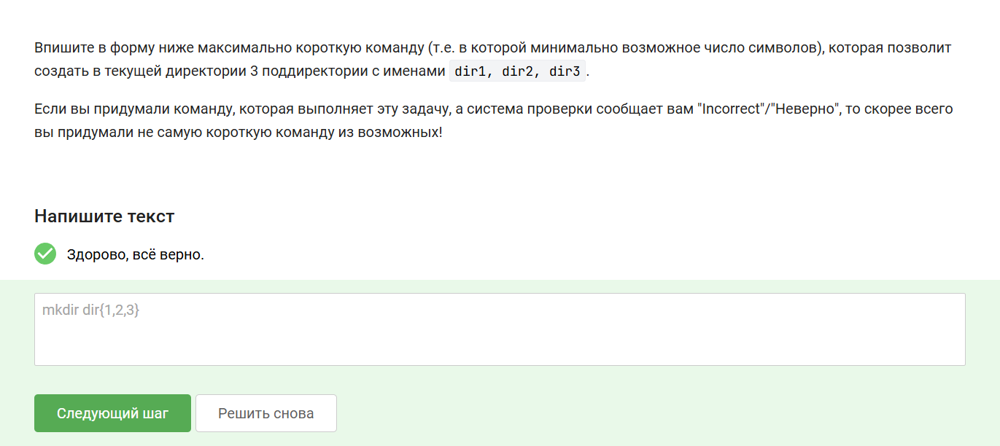 Впишите в форму ниже максимально короткую команду (т.е. в которой минимально возможное число символов), которая позволит
создать в текущей директории 3 поддиректории с именами dir1, dir2, dir3.
Если вы придумали команду, которая выполняет эту задачу, а система проверки сообщает вам "Incorrect"/"Неверно", то скорее всего
вы придумали не самую короткую команду из возможных!
Напишите текст
Здорово, всё верно.
mkdir dir{1,2,3}
Следующий шаг
Решить снова